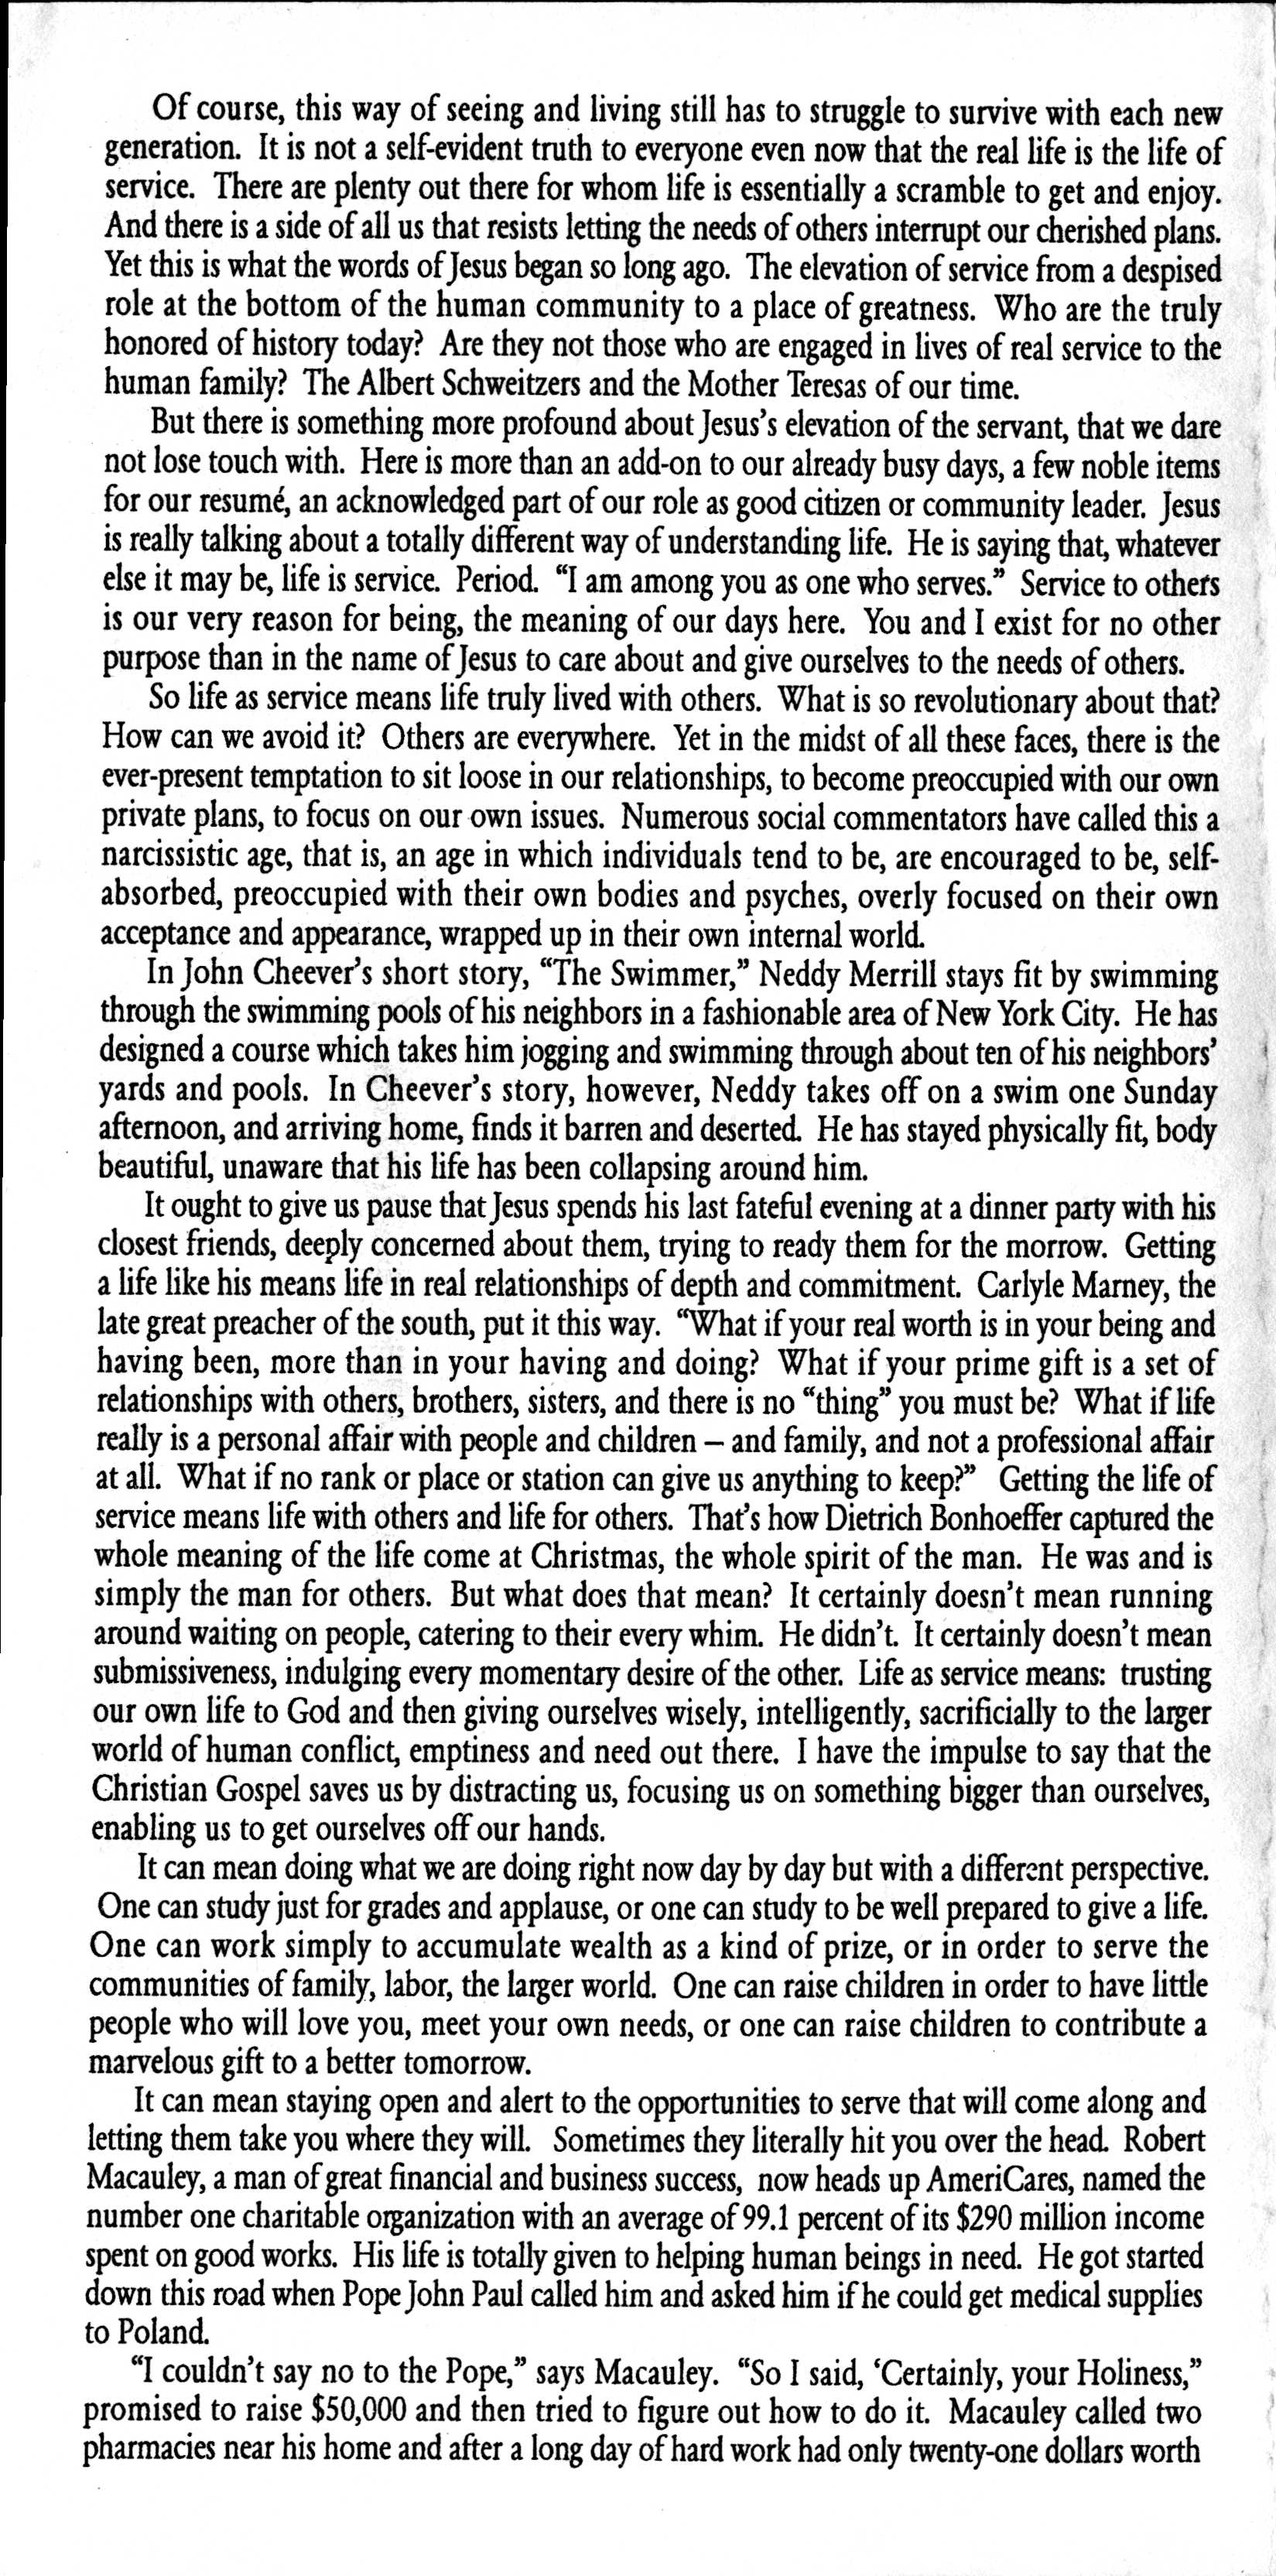 Of course, this way of seeing and living still has to struggle to survive with each new
generation. It is not a self-evident truth to everyone even now that the real life is the life of
service. There are plenty out there for whom life is essentially a scramble to get and enjoy.
And there is a side of all us that resists letting the needs of others interrupt our cherished plans.
Yet this is what the words of Jesus began so long ago. The elevation of service from a despised
role at the bottom of the human community to a place of greatness. Who are the truly
honored of history today? Are they not those who are engaged in lives of real service to the
human family? The Albert Schweitzers and the Mother Teresas of our time.
But there is something more profound about Jesus's elevation of the servant, that we dare
not lose touch with. Here is more than an add-on to our already busy days, a few noble items
for our resumé, an acknowledged part of our role as good citizen or community leader. Jesus
is really talking about a totally different way of understanding life. He is saying that, whatever
else it may be, life is service. Period. “I am among you as one who serves.” Service to others
is our very reason for being, the meaning of our days here. You and I exist for no other
purpose than in the name of Jesus to care about and give ourselves to the needs of others.
So life as service means life truly lived with others. What is so revolutionary about that?
How can we avoid it? Others are everywhere. Yet in the midst of all these faces, there is the
ever-present temptation to sit loose in our relationships, to become preoccupied with our own
private plans, to focus on our own issues. Numerous social commentators have called this a
narcissistic age, that is, an age in which individuals tend to be, are encouraged to be, self-
absorbed, preoccupied with their own bodies and psyches, overly focused on their own
acceptance and appearance, wrapped up in their own internal world.
In John Cheever's short story, “The Swimmer,” Neddy Merrill stays fit by swimming
through the swimming pools of his neighbors in a fashionable area of New York City. He has
designed a course which takes him jogging and swimming through about ten of his neighbors'
yards and pools. In Cheever's story, however, Neddy takes off on a swim one Sunday
afternoon, and arriving home, finds it barren and deserted. He has stayed physically fit, body
beautiful, unaware that his life has been collapsing around him.
It ought to give us pause that Jesus spends his last fateful evening at a dinner party with his
closest friends, deeply concerned about them, trying to ready them for the morrow. Getting
a life like his means life in real relationships of depth and commitment. Carlyle Marney, the
late great preacher of the south, put it this way. “What if your real worth is in your being and
having been, more than in your having and doing? What if your prime gift is a set of
relationships with others, brothers, sisters, and there is no “thing” you must be? What if life
really is a personal affair with people and children – and family, and not a professional affair
at all. What if no rank or place or station can give us anything to keep?” Getting the life of
service means life with others and life for others. That's how Dietrich Bonhoeffer captured the
whole meaning of the life come at Christmas, the whole spirit of the man. He was and is
simply the man for others. But what does that mean? It certainly doesn't mean running
around waiting on people, catering to their every whim. He didn't. It certainly doesn't mean
submissiveness, indulging every momentary desire of the other. Life as service means: trusting
our own life to God and then giving ourselves wisely, intelligently, sacrificially to the larger
world of human conflict, emptiness and need out there. I have the impulse to say that the
Christian Gospel saves us by distracting us, focusing us on something bigger than ourselves,
enabling us to get ourselves off our hands.
It can mean doing what we are doing right now day by day but with a different perspective.
One can study just for grades and applause, or one can study to be well prepared to give a life.
One can work simply to accumulate wealth as a kind of prize, or in order to serve the
communities of family, labor, the larger world. One can raise children in order to have little
people who will love you, meet your own needs, or one can raise children to contribute a
marvelous gift to a better tomorrow.
It can mean staying open and alert to the opportunities to serve that will come along and
letting them take you where they will. Sometimes they literally hit you over the head. Robert
Macauley, a man of great financial and business success, now heads up AmeriCares, named the
number one charitable organization with an average of 99.1 percent of its $290 million income
spent on good works. His life is totally given to helping human beings in need. He got started
down this road when Pope John Paul called him and asked him if he could get medical supplies
to Poland.
“I couldn't say no to the Pope,” says Macauley. “So I said, ‘Certainly, your Holiness,”
promised to raise $50,000 and then tried to figure out how to do it. Macauley called two
pharmacies near his home and after a long day of hard work had only twenty-one dollars worth